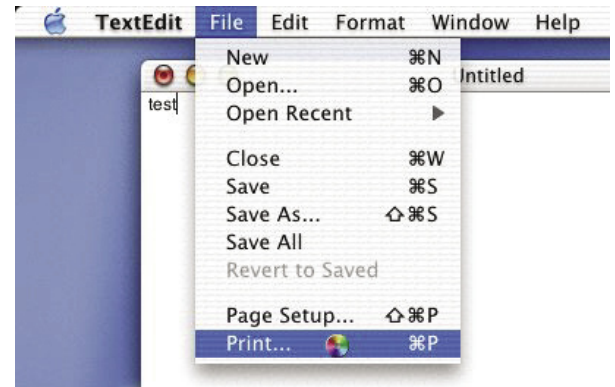 TextEdit File Edit Format Window Help
Untitled
test
New ⌘N
Open... ⌘O
Open Recent ▶
Close ⌘W
Save ⌘S
Save As... ⇧⌘S
Save All
Revert to Saved
Page Setup... ⇧⌘P
Print... ⌘P